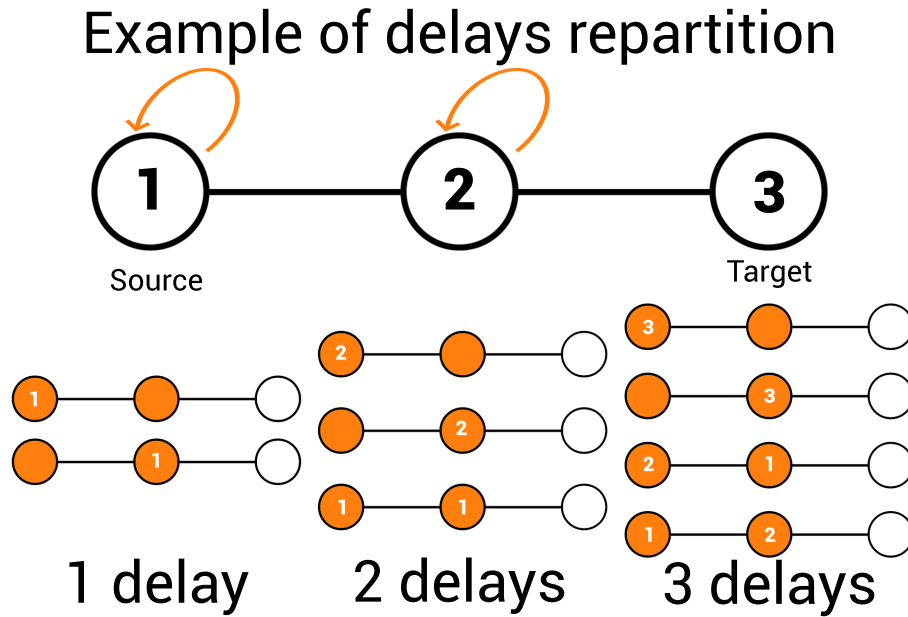 Example of delays repartition
1 2 3
Source
Target
1
1
1 delay
2
2
1 1
2 delays
3
3
2 1
1 2
3 delays